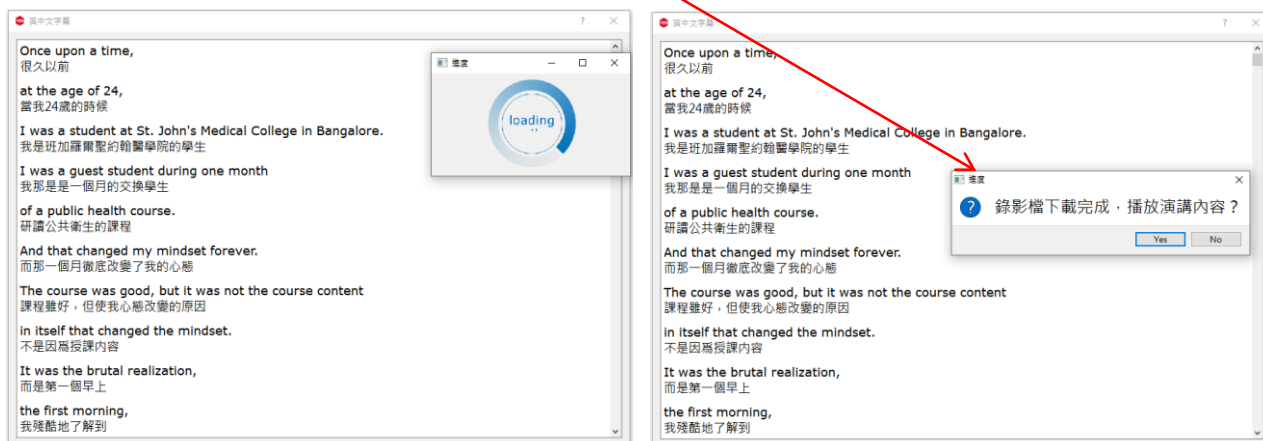 英中文字幕
Once upon a time,
很久以前
at the age of 24,
當我24歲的時候
I was a student at St. John's Medical College in Bangalore.
我是班加羅爾聖約翰醫學院的學生
I was a guest student during one month
我那是是一個月的交換學生
of a public health course.
研讀公共衛生的課程
And that changed my mindset forever.
而那一個月徹底改變了我的心態
The course was good, but it was not the course content
課程雖好，但使我心態改變的原因
in itself that changed the mindset.
不是因爲授課内容
It was the brutal realization,
而是第一個早上
the first morning,
我殘酷地了解到
進度
loading
英中文字幕
Once upon a time,
很久以前
at the age of 24,
當我24歲的時候
I was a student at St. John's Medical College in Bangalore.
我是班加羅爾聖約翰醫學院的學生
I was a guest student during one month
我那是是一個月的交換學生
of a public health course.
研讀公共衛生的課程
And that changed my mindset forever.
而那一個月徹底改變了我的心態
The course was good, but it was not the course content
課程雖好，但使我心態改變的原因
in itself that changed the mindset.
不是因爲授課内容
It was the brutal realization,
而是第一個早上
the first morning,
我殘酷地了解到
進度
錄影檔下載完成，播放演講內容？
Yes No